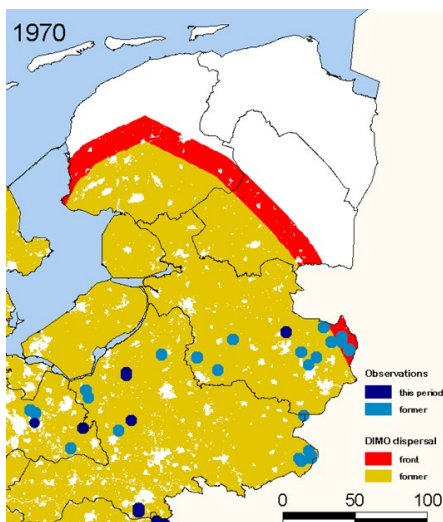 1970
Observations
this period
former
DIMO dispersal
front
former
0 50 100